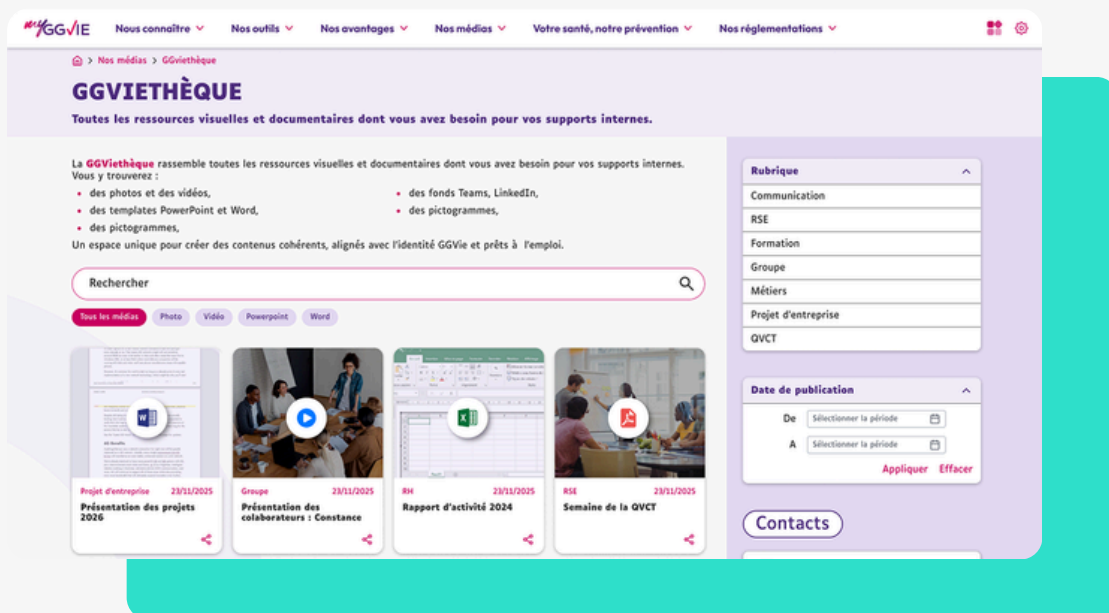 myGGVIE
Nous connaître
Nos outils
Nos avantages
Nos médias
Votre santé, notre prévention
Nos réglementations
> Nos médias > GGviethèque
GGVIETHÈQUE
Toutes les ressources visuelles et documentaires dont vous avez besoin pour vos supports internes.
La GGViethèque rassemble toutes les ressources visuelles et documentaires dont vous avez besoin pour vos supports internes.
Vous y trouverez :
• des photos et des vidéos,
• des templates PowerPoint et Word,
• des pictogrammes,
• des fonds Teams, LinkedIn,
• des pictogrammes,
Un espace unique pour créer des contenus cohérents, alignés avec l'identité GGVie et prêts à l'emploi.
Rechercher
Tous les médias
Photo
Vidéo
Powerpoint
Word
Projet d'entreprise 23/11/2025
Présentation des projets
2026
Groupe 23/11/2025
Présentation des
colaborateurs : Constance
RH 23/11/2025
Rapport d'activité 2024
RSE 23/11/2025
Semaine de la QVCT
Rubrique
Communication
RSE
Formation
Groupe
Métiers
Projet d'entreprise
QVCT
Date de publication
De Sélectionner la période
A Sélectionner la période
Appliquer Effacer
Contacts